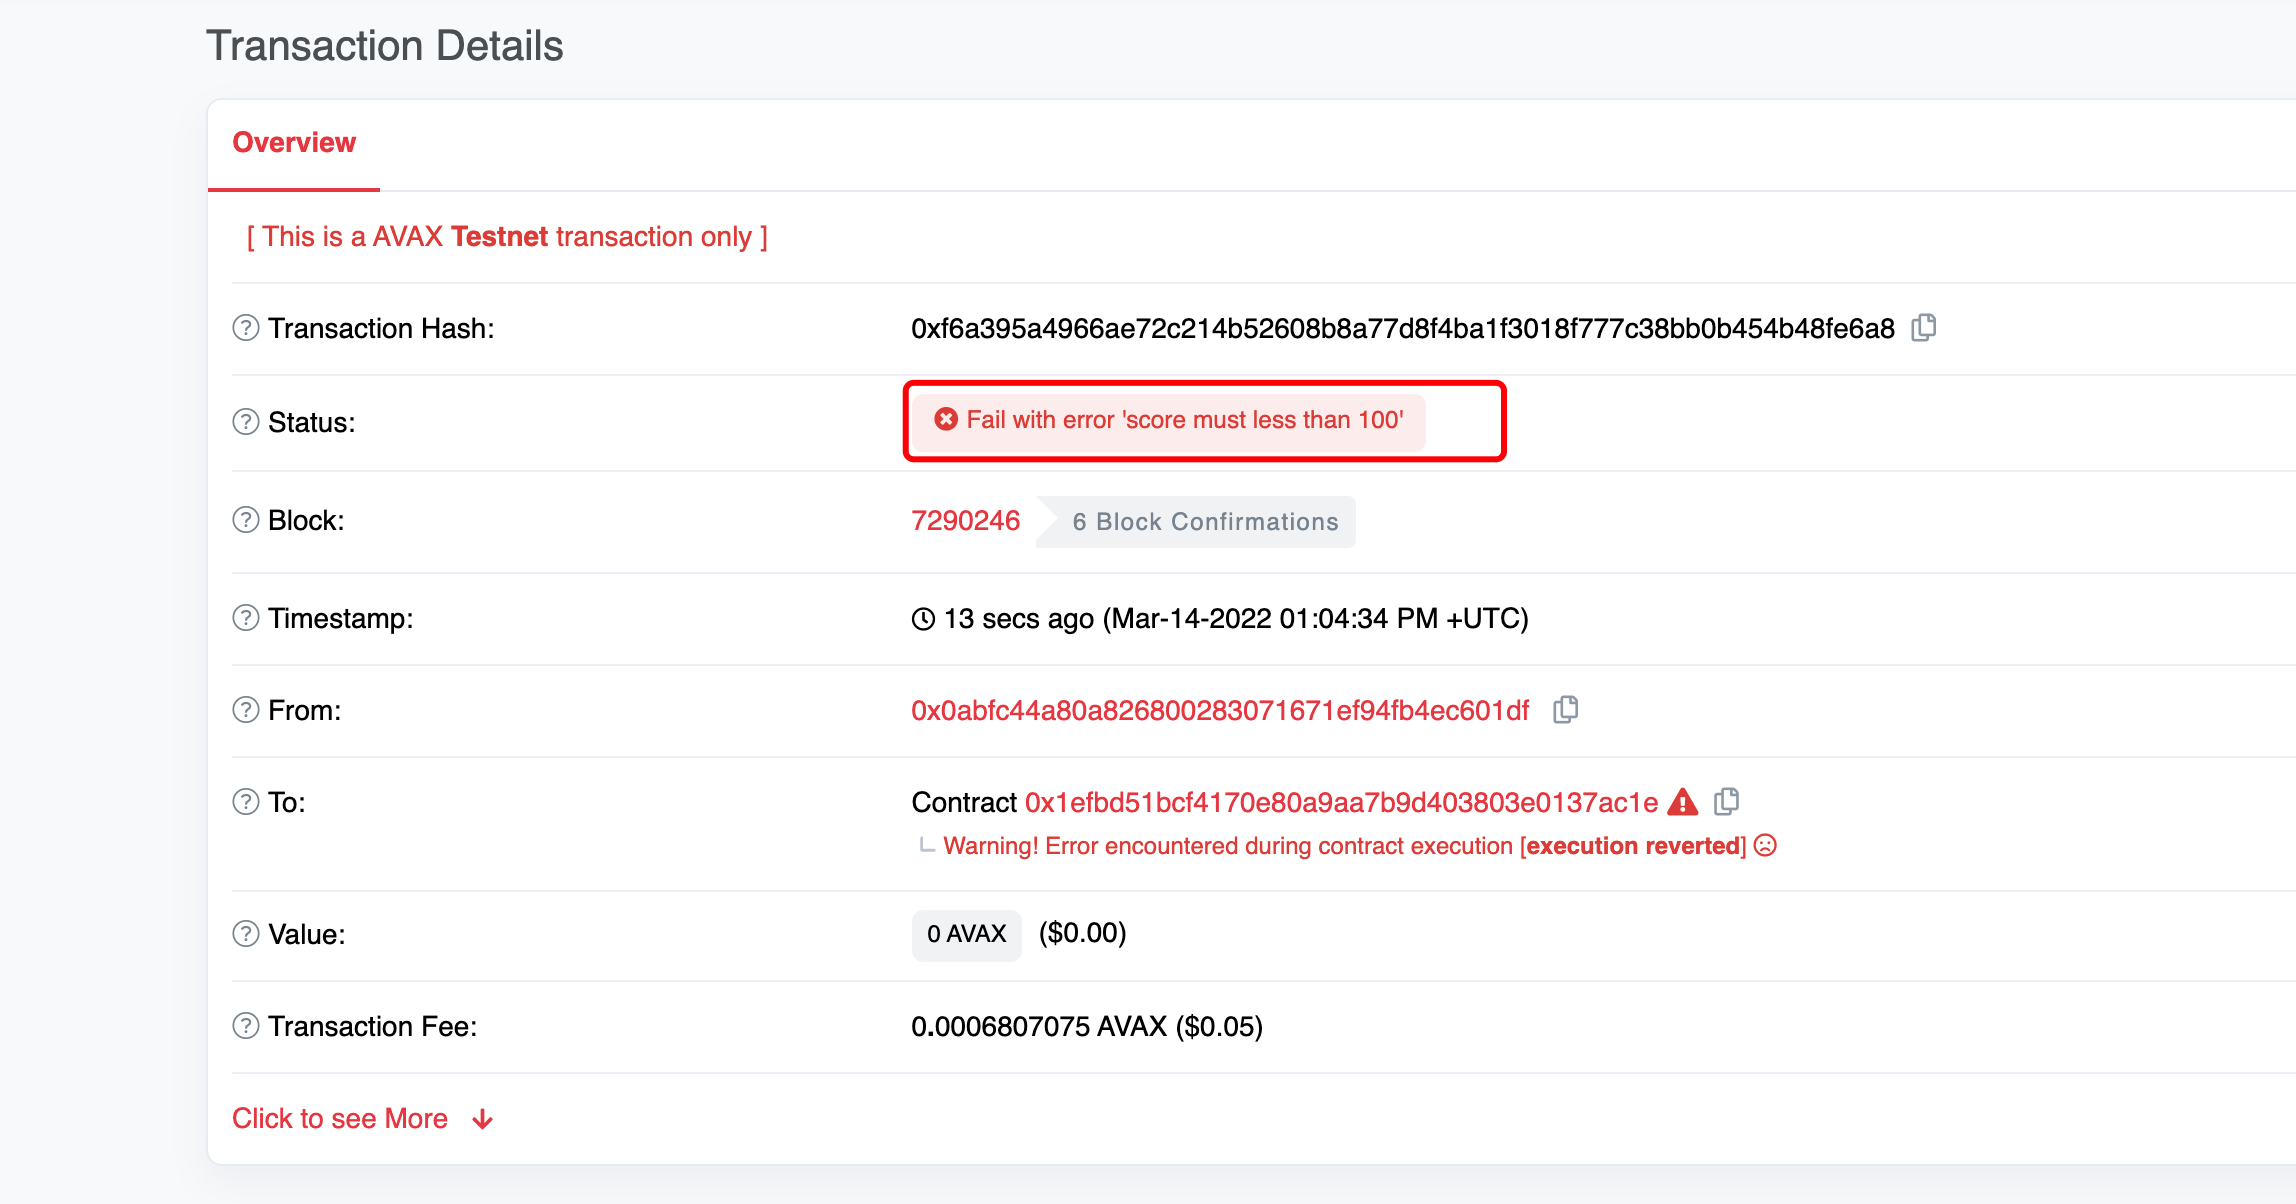 Transaction Details
Overview
[ This is a AVAX Testnet transaction only ]
Transaction Hash: 0xf6a395a4966ae72c214b52608b8a77d8f4ba1f3018f777c38bb0b454b48fe6a8
Status: Fail with error 'score must less than 100'
Block: 7290246 6 Block Confirmations
Timestamp: 13 secs ago (Mar-14-2022 01:04:34 PM +UTC)
From: 0x0abfc44a80a826800283071671ef94fb4ec601df
To: Contract 0x1efbd51bcf4170e80a9aa7b9d403803e0137ac1e
Warning! Error encountered during contract execution [execution reverted]
Value: 0 AVAX ($0.00)
Transaction Fee: 0.0006807075 AVAX ($0.05)
Click to see More